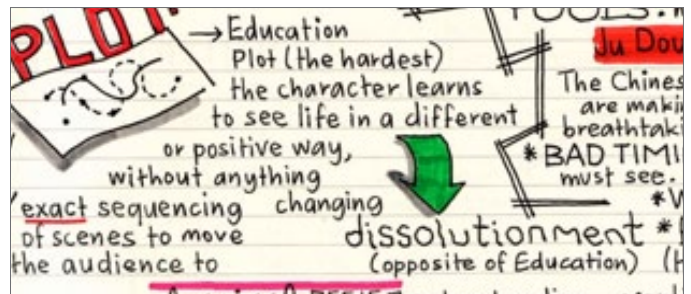 PLOT
→ Education
Plot (the hardest)
the character learns
to see life in a different
or positive way,
without anything
changing
exact sequencing
of scenes to move
the audience to
dissolutionment
(opposite of Education)
TOOLS
Ju Dou
The Chines
are makin
breathtaki
* BAD TIMI
must see.